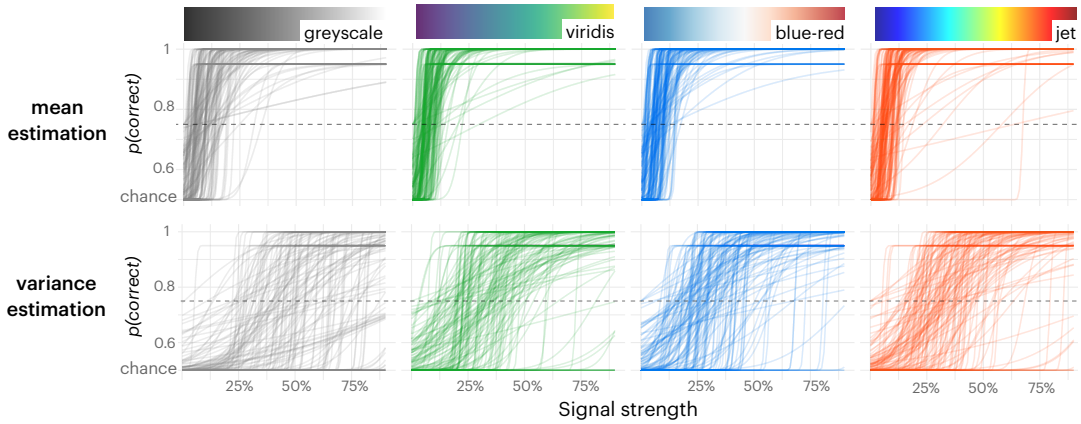 greyscale
viridis
blue-red
jet
mean
estimation
p(correct)
1
0.8
0.6
chance
variance
estimation
p(correct)
1
0.8
0.6
chance
25% 50% 75%
25% 50% 75%
25% 50% 75%
25% 50% 75%
Signal strength